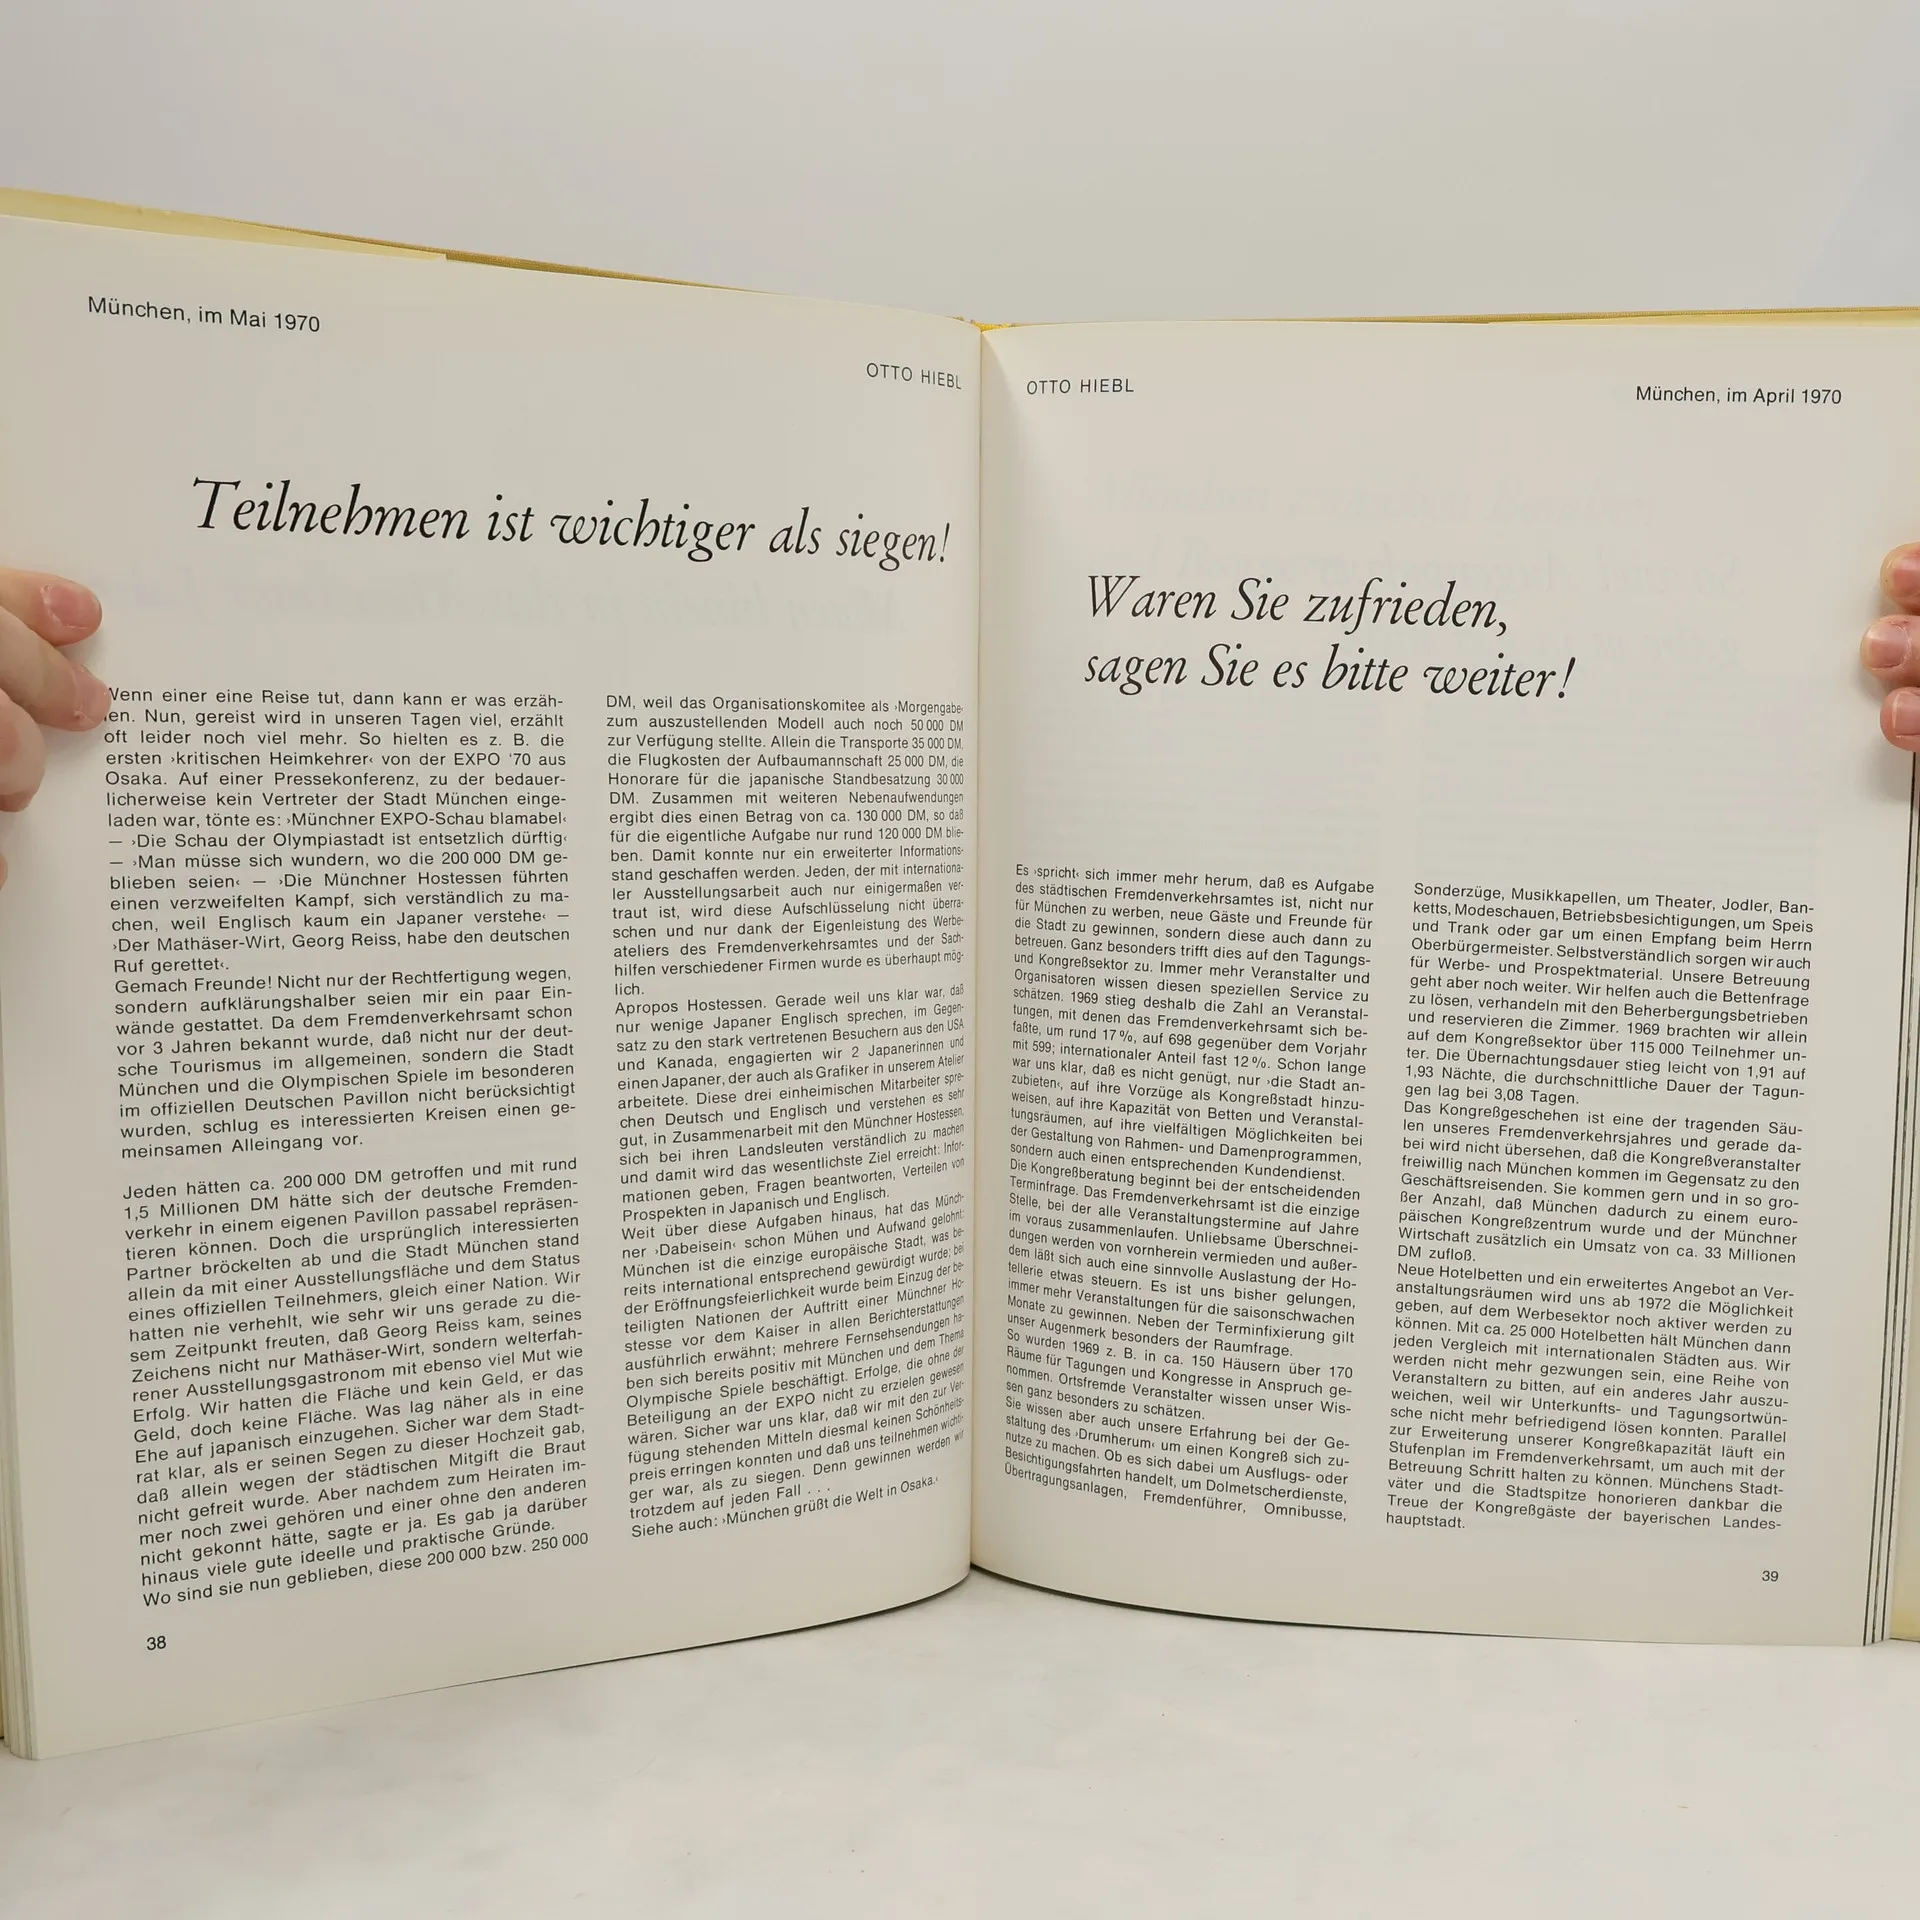 München, im Mai 1970
OTTO HIEBL
Teilnehmen ist wichtiger als siegen!
Wenn einer eine Reise tut, dann kann er was erzäh-
len. Nun, gereist wird in unseren Tagen viel, erzählt
oft leider noch viel mehr. So hielten es z. B. die
ersten ›kritischen Heimkehrer‹ von der EXPO '70 aus
Osaka. Auf einer Pressekonferenz, zu der bedauer-
licherweise kein Vertreter der Stadt München einge-
laden war, tönte es: ›Münchner EXPO-Schau blamabel‹
— ›Die Schau der Olympiastadt ist entsetzlich dürftig‹
— ›Man müsse sich wundern, wo die 200 000 DM ge-
blieben seien‹ — ›Die Münchner Hostessen führten
einen verzweifelten Kampf, sich verständlich zu ma-
chen, weil Englisch kaum ein Japaner verstehe‹ —
›Der Mathäser-Wirt, Georg Reiss, habe den deutschen
Ruf gerettet‹.
Gemach Freunde! Nicht nur der Rechtfertigung wegen,
sondern aufklärungshalber seien mir ein paar Ein-
wände gestattet. Da dem Fremdenverkehrsamt schon
vor 3 Jahren bekannt wurde, daß nicht nur der deut-
sche Tourismus im allgemeinen, sondern die Stadt
München und die Olympischen Spiele im besonderen
im offiziellen Deutschen Pavillon nicht berücksichtigt
wurden, schlug es interessierten Kreisen einen ge-
meinsamen Alleingang vor.
Jeden hätten ca. 200 000 DM getroffen und mit rund
1,5 Millionen DM hätte sich der deutsche Fremden-
verkehr in einem eigenen Pavillon passabel repräsen-
tieren können. Doch die ursprünglich interessierten
Partner bröckelten ab und die Stadt München stand
allein da mit einer Ausstellungsfläche und dem Status
eines offiziellen Teilnehmers, gleich einer Nation. Wir
hatten nie verhehlt, wie sehr wir uns gerade zu die-
sem Zeitpunkt freuten, daß Georg Reiss kam, seines
Zeichens nicht nur Mathäser-Wirt, sondern welterfah-
rener Ausstellungsgastronom mit ebenso viel Mut wie
Erfolg. Wir hatten die Fläche und kein Geld, er das
Geld, doch keine Fläche. Was lag näher als in eine
Ehe auf japanisch einzugehen. Sicher war dem Stadt-
rat klar, als er seinen Segen zu dieser Hochzeit gab,
daß allein wegen der städtischen Mitgift die Braut
nicht gefreit wurde. Aber nachdem zum Heiraten im-
mer noch zwei gehören und einer ohne den anderen
nicht gekonnt hätte, sagte er ja. Es gab ja darüber
hinaus viele gute ideelle und praktische Gründe.
Wo sind sie nun geblieben, diese 200 000 bzw. 250 000
DM, weil das Organisationskomitee als ›Morgengabe‹
zum auszustellenden Modell auch noch 50 000 DM
zur Verfügung stellte. Allein die Transporte 35 000 DM,
die Flugkosten der Aufbaumannschaft 25 000 DM, die
Honorare für die japanische Standbesatzung 30 000
DM. Zusammen mit weiteren Nebenaufwendungen
ergibt dies einen Betrag von ca. 130 000 DM, so daß
für die eigentliche Aufgabe nur rund 120 000 DM blie-
ben. Damit konnte nur ein erweiterter Informations-
stand geschaffen werden. Jeden, der mit internationa-
ler Ausstellungsarbeit auch nur einigermaßen ver-
traut ist, wird diese Aufschlüsselung nicht überra-
schen und nur dank der Eigenleistung des Werbe-
ateliers des Fremdenverkehrsamtes und der Sach-
hilfen verschiedener Firmen wurde es überhaupt mög-
lich.
Apropos Hostessen. Gerade weil uns klar war, daß
nur wenige Japaner Englisch sprechen, im Gegen-
satz zu den stark vertretenen Besuchern aus den USA
und Kanada, engagierten wir 2 Japanerinnen und
einen Japaner, der auch als Grafiker in unserem Atelier
arbeitete. Diese drei einheimischen Mitarbeiter spre-
chen Deutsch und Englisch und verstehen es sehr
gut, in Zusammenarbeit mit den Münchner Hostessen,
sich bei ihren Landsleuten verständlich zu machen
und damit wird das wesentlichste Ziel erreicht: Infor-
mationen geben, Fragen beantworten, Verteilen von
Prospekten in Japanisch und Englisch.
Weit über diese Aufgaben hinaus, hat das Münch-
ner ›Dabeisein‹ schon Mühen und Aufwand gelohnt:
München ist die einzige europäische Stadt, was be-
reits international entsprechend gewürdigt wurde; bei
der Eröffnungsfeierlichkeit wurde beim Einzug der be-
teiligten Nationen der Auftritt einer Münchner Ho-
stesse vor dem Kaiser in allen Berichterstattungen
ausführlich erwähnt; mehrere Fernsehsendungen ha-
ben sich bereits positiv mit München und dem Thema
Olympische Spiele beschäftigt. Erfolge, die ohne der
Beteiligung an der EXPO nicht zu erzielen gewesen
wären. Sicher war uns klar, daß wir mit den zur Ver-
fügung stehenden Mitteln diesmal keinen Schönheits-
preis erringen konnten und daß uns teilnehmen wichti-
ger war, als zu siegen. Denn gewinnen werden wir
trotzdem auf jeden Fall . . .
Siehe auch: ›München grüßt die Welt in Osaka.‹
38
OTTO HIEBL
München, im April 1970
Waren Sie zufrieden,
sagen Sie es bitte weiter!
Es ›spricht‹ sich immer mehr herum, daß es Aufgabe
des städtischen Fremdenverkehrsamtes ist, nicht nur
für München zu werben, neue Gäste und Freunde für
die Stadt zu gewinnen, sondern diese auch dann zu
betreuen. Ganz besonders trifft dies auf den Tagungs-
und Kongreßsektor zu. Immer mehr Veranstalter und
Organisatoren wissen diesen speziellen Service zu
schätzen. 1969 stieg deshalb die Zahl an Veranstal-
tungen, mit denen das Fremdenverkehrsamt sich be-
faßte, um rund 17 %, auf 698 gegenüber dem Vorjahr
mit 599; internationaler Anteil fast 12 %. Schon lange
war uns klar, daß es nicht genügt, nur ›die Stadt an-
zubieten‹, auf ihre Vorzüge als Kongreßstadt hinzu-
weisen, auf ihre Kapazität von Betten und Veranstal-
tungsräumen, auf ihre vielfältigen Möglichkeiten bei
der Gestaltung von Rahmen- und Damenprogrammen,
sondern auch einen entsprechenden Kundendienst.
Die Kongreßberatung beginnt bei der entscheidenden
Terminfrage. Das Fremdenverkehrsamt ist die einzige
Stelle, bei der alle Veranstaltungstermine auf Jahre
im voraus zusammenlaufen. Unliebsame Überschnei-
dungen werden von vornherein vermieden und außer-
dem läßt sich auch eine sinnvolle Auslastung der Ho-
tellerie etwas steuern. Es ist uns bisher gelungen,
immer mehr Veranstaltungen für die saisonschwachen
Monate zu gewinnen. Neben der Terminfixierung gilt
unser Augenmerk besonders der Raumfrage.
So wurden 1969 z. B. in ca. 150 Häusern über 170
Räume für Tagungen und Kongresse in Anspruch ge-
nommen. Ortsfremde Veranstalter wissen unser Wis-
sen ganz besonders zu schätzen.
Sie wissen aber auch unsere Erfahrung bei der Ge-
staltung des ›Drumherum‹ um einen Kongreß sich zu-
nutze zu machen. Ob es sich dabei um Ausflugs- oder
Besichtigungsfahrten handelt, um Dolmetscherdienste,
Übertragungsanlagen, Fremdenführer, Omnibusse,
Sonderzüge, Musikkapellen, um Theater, Jodler, Ban-
ketts, Modeschauen, Betriebsbesichtigungen, um Speis
und Trank oder gar um einen Empfang beim Herrn
Oberbürgermeister. Selbstverständlich sorgen wir auch
für Werbe- und Prospektmaterial. Unsere Betreuung
geht aber noch weiter. Wir helfen auch die Bettenfrage
zu lösen, verhandeln mit den Beherbergungsbetrieben
und reservieren die Zimmer. 1969 brachten wir allein
auf dem Kongreßsektor über 115 000 Teilnehmer un-
ter. Die Übernachtungsdauer stieg leicht von 1,91 auf
1,93 Nächte, die durchschnittliche Dauer der Tagun-
gen lag bei 3,08 Tagen.
Das Kongreßgeschehen ist eine der tragenden Säu-
len unseres Fremdenverkehrsjahres und gerade da-
bei wird nicht übersehen, daß die Kongreßveranstalter
freiwillig nach München kommen im Gegensatz zu den
Geschäftsreisenden. Sie kommen gern und in so gro-
ßer Anzahl, daß München dadurch zu einem euro-
päischen Kongreßzentrum wurde und der Münchner
Wirtschaft zusätzlich ein Umsatz von ca. 33 Millionen
DM zufloß.
Neue Hotelbetten und ein erweitertes Angebot an Ver-
anstaltungsräumen wird uns ab 1972 die Möglichkeit
geben, auf dem Werbesektor noch aktiver werden zu
können. Mit ca. 25 000 Hotelbetten hält München dann
jeden Vergleich mit internationalen Städten aus. Wir
werden nicht mehr gezwungen sein, eine Reihe von
Veranstaltern zu bitten, auf ein anderes Jahr auszu-
weichen, weil wir Unterkunfts- und Tagungsortwün-
sche nicht mehr befriedigend lösen konnten. Parallel
zur Erweiterung unserer Kongreßkapazität läuft ein
Stufenplan im Fremdenverkehrsamt, um auch mit der
Betreuung Schritt halten zu können. Münchens Stadt-
väter und die Stadtspitze honorieren dankbar die
Treue der Kongreßgäste der bayerischen Landes-
hauptstadt.
39